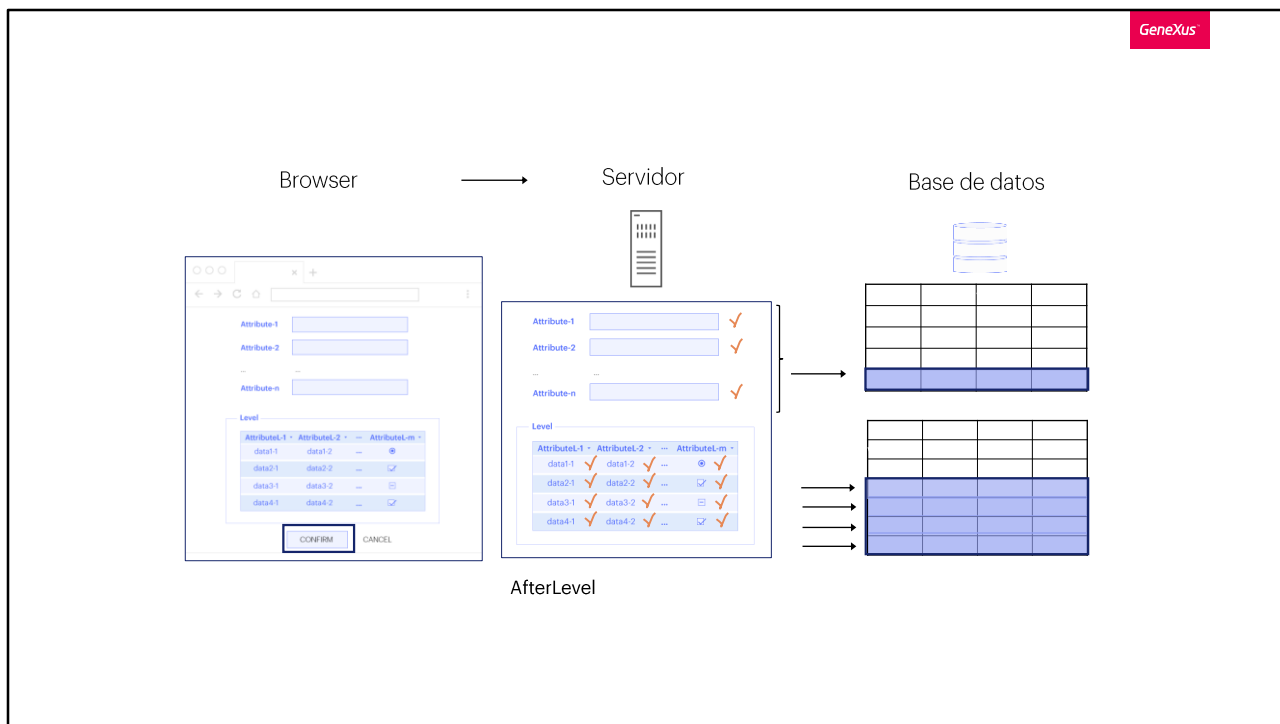 GeneXus™
Browser
Servidor
Base de datos
Attribute-1
Attribute-2
... ...
Attribute-n
Level
AttributeL-1 AttributeL-2 ... AttributeL-m
data1-1 data1-2 ...
data2-1 data2-2 ...
data3-1 data3-2 ...
data4-1 data4-2 ...
CONFIRM CANCEL
Attribute-1
Attribute-2
... ...
Attribute-n
Level
AttributeL-1 AttributeL-2 ... AttributeL-m
data1-1 data1-2 ...
data2-1 data2-2 ...
data3-1 data3-2 ...
data4-1 data4-2 ...
AfterLevel